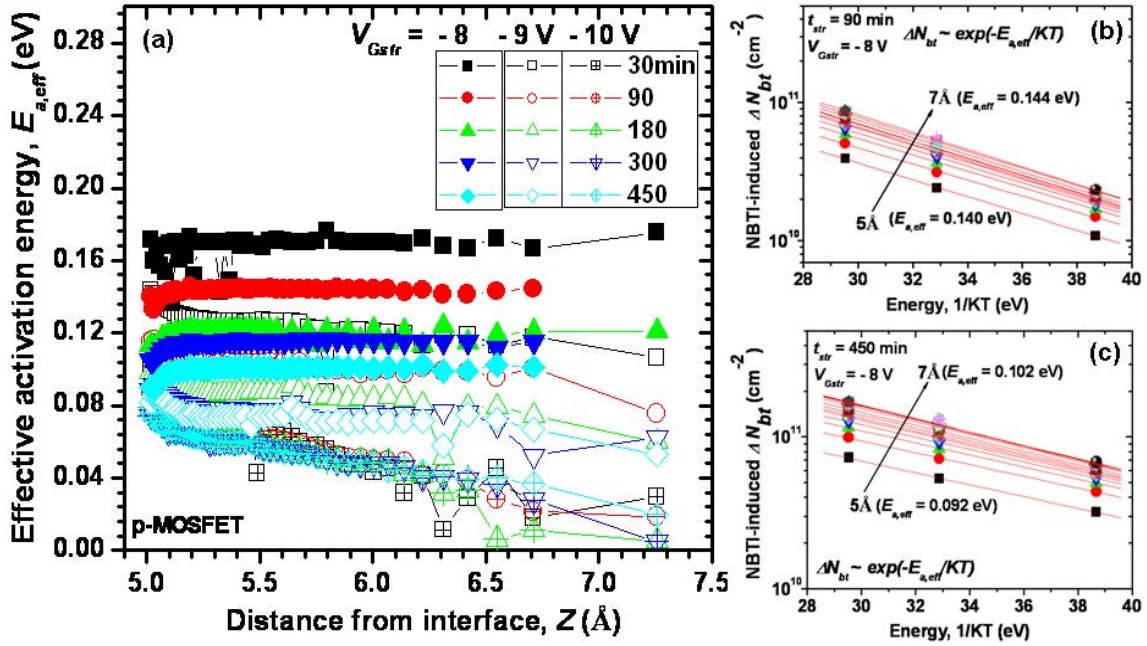 (a)
V_Gstr = - 8 - 9 V - 10 V
30min
90
180
300
450
p-MOSFET
0.28
0.24
0.20
0.16
0.12
0.08
0.04
0.00
5.0 5.5 6.0 6.5 7.0 7.5
Effective activation energy, E_a,eff (eV)
Distance from interface, Z (Å)
t_str = 90 min (b)
V_Gstr = - 8 V ΔN_bt ~ exp(-E_a,eff/KT)
7Å (E_a,eff = 0.144 eV)
5Å (E_a,eff = 0.140 eV)
10^11
10^10
28 30 32 34 36 38 40
NBTI-induced Δ N_bt (cm^-2)
Energy, 1/KT (eV)
t_str = 450 min (c)
V_Gstr = -8 V
7Å (E_a,eff = 0.102 eV)
5Å (E_a,eff = 0.092 eV)
ΔN_bt ~ exp(-E_a,eff/KT)
10^11
10^10
28 30 32 34 36 38 40
NBTI-induced Δ N_bt (cm^-2
Energy, 1/KT (eV)